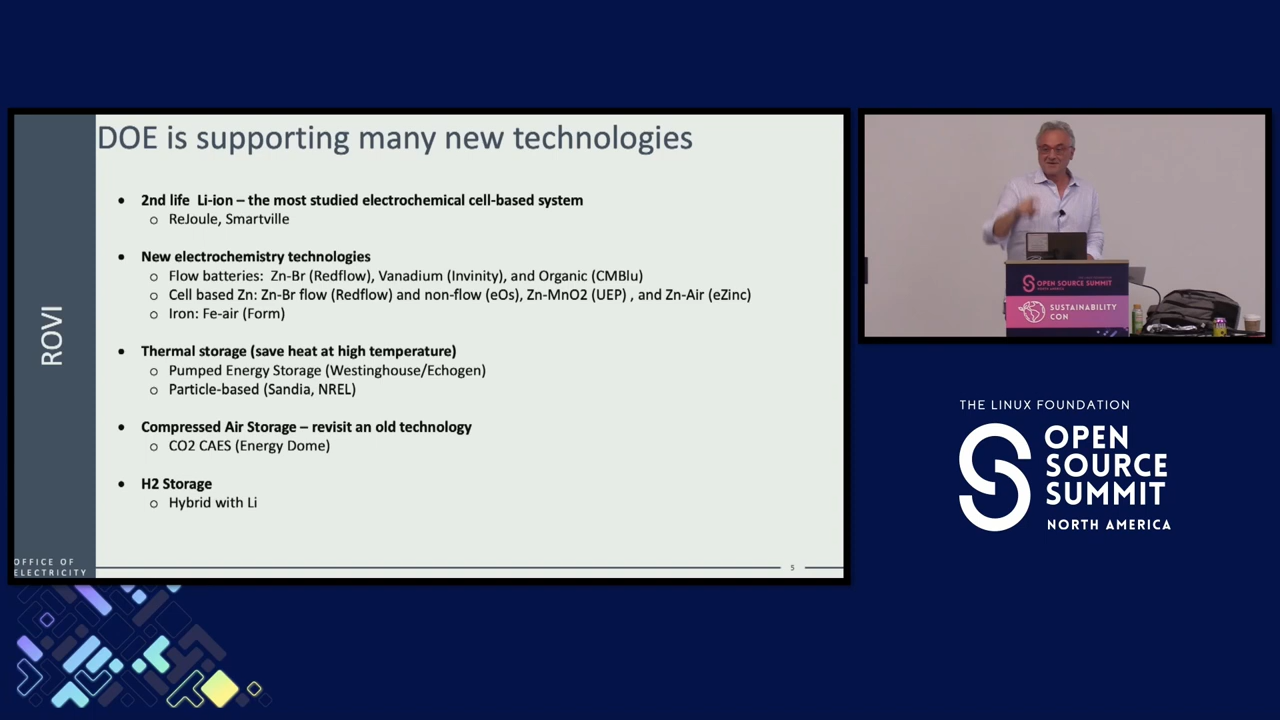 DOE is supporting many new technologies
• 2nd life Li-ion – the most studied electrochemical cell-based system
o ReJoule, Smartville
• New electrochemistry technologies
o Flow batteries: Zn-Br (Redflow), Vanadium (Invinity), and Organic (CMBlu)
o Cell based Zn: Zn-Br flow (Redflow) and non-flow (eOs), Zn-MnO2 (UEP) , and Zn-Air (eZinc)
o Iron: Fe-air (Form)
• Thermal storage (save heat at high temperature)
o Pumped Energy Storage (Westinghouse/Echogen)
o Particle-based (Sandia, NREL)
• Compressed Air Storage – revisit an old technology
o CO2 CAES (Energy Dome)
• H2 Storage
o Hybrid with Li
ROVI
OFFICE OF
ELECTRICITY
5
OPEN SOURCE SUMMIT
SUSTAINABILITY
CON
THE LINUX FOUNDATION
OPEN
SOURCE
SUMMIT
NORTH AMERICA